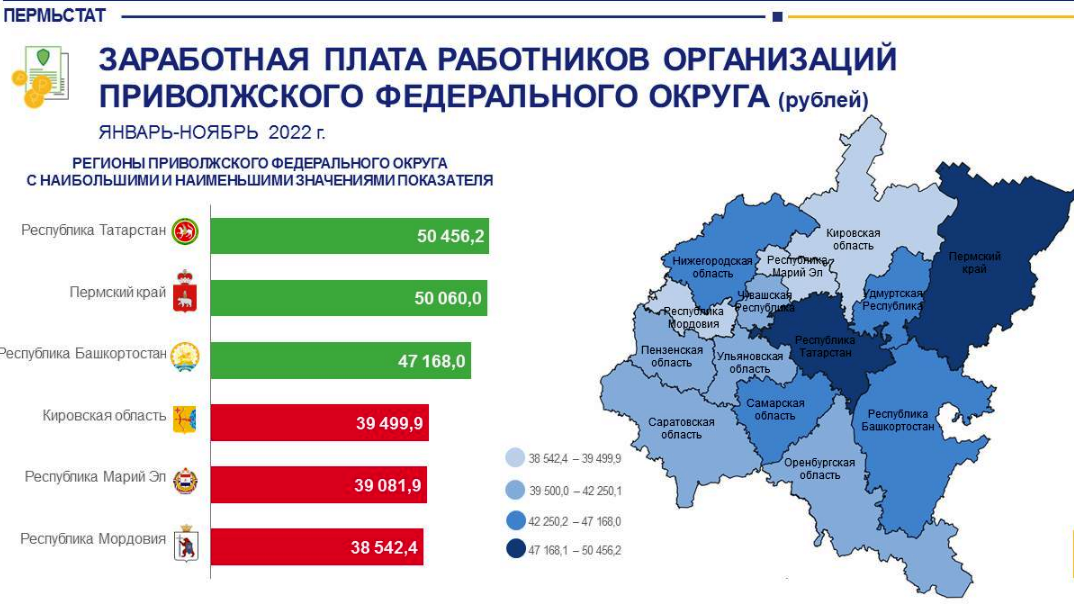 ПЕРМЬСТАТ
ЗАРАБОТНАЯ ПЛАТА РАБОТНИКОВ ОРГАНИЗАЦИЙ
ПРИВОЛЖСКОГО ФЕДЕРАЛЬНОГО ОКРУГА (рублей)
ЯНВАРЬ-НОЯБРЬ 2022 г.
РЕГИОНЫ ПРИВОЛЖСКОГО ФЕДЕРАЛЬНОГО ОКРУГА
С НАИБОЛЬШИМИ И НАИМЕНЬШИМИ ЗНАЧЕНИЯМИ ПОКАЗАТЕЛЯ
Республика Татарстан 50 456,2
Пермский край 50 060,0
Республика Башкортостан 47 168,0
Кировская область 39 499,9
Республика Марий Эл 39 081,9
Республика Мордовия 38 542,4
Кировская
область
Пермский
край
Нижегородская
область
Республика
Марий Эл
Чувашская
Республика
Удмуртская
Республика
Республика
Мордовия
Пензенская
область
Ульяновская
область
Республика
Татарстан
Самарская
область
Саратовская
область
Республика
Башкортостан
Оренбургская
область
38 542,4 – 39 499,9
39 500,0 – 42 250,1
42 250,2 – 47 168,0
47 168,1 – 50 456,2